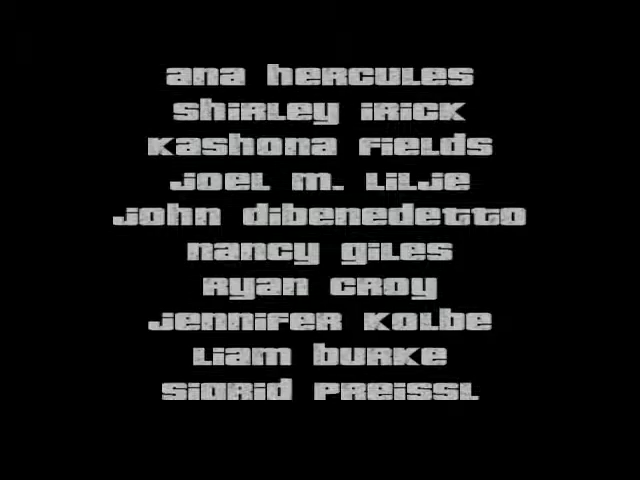 ana hercules
shirley irick
kashona fields
joel m. lilje
john dibenedetto
nancy giles
ryan croy
jennifer kolbe
liam burke
sigrid preissl